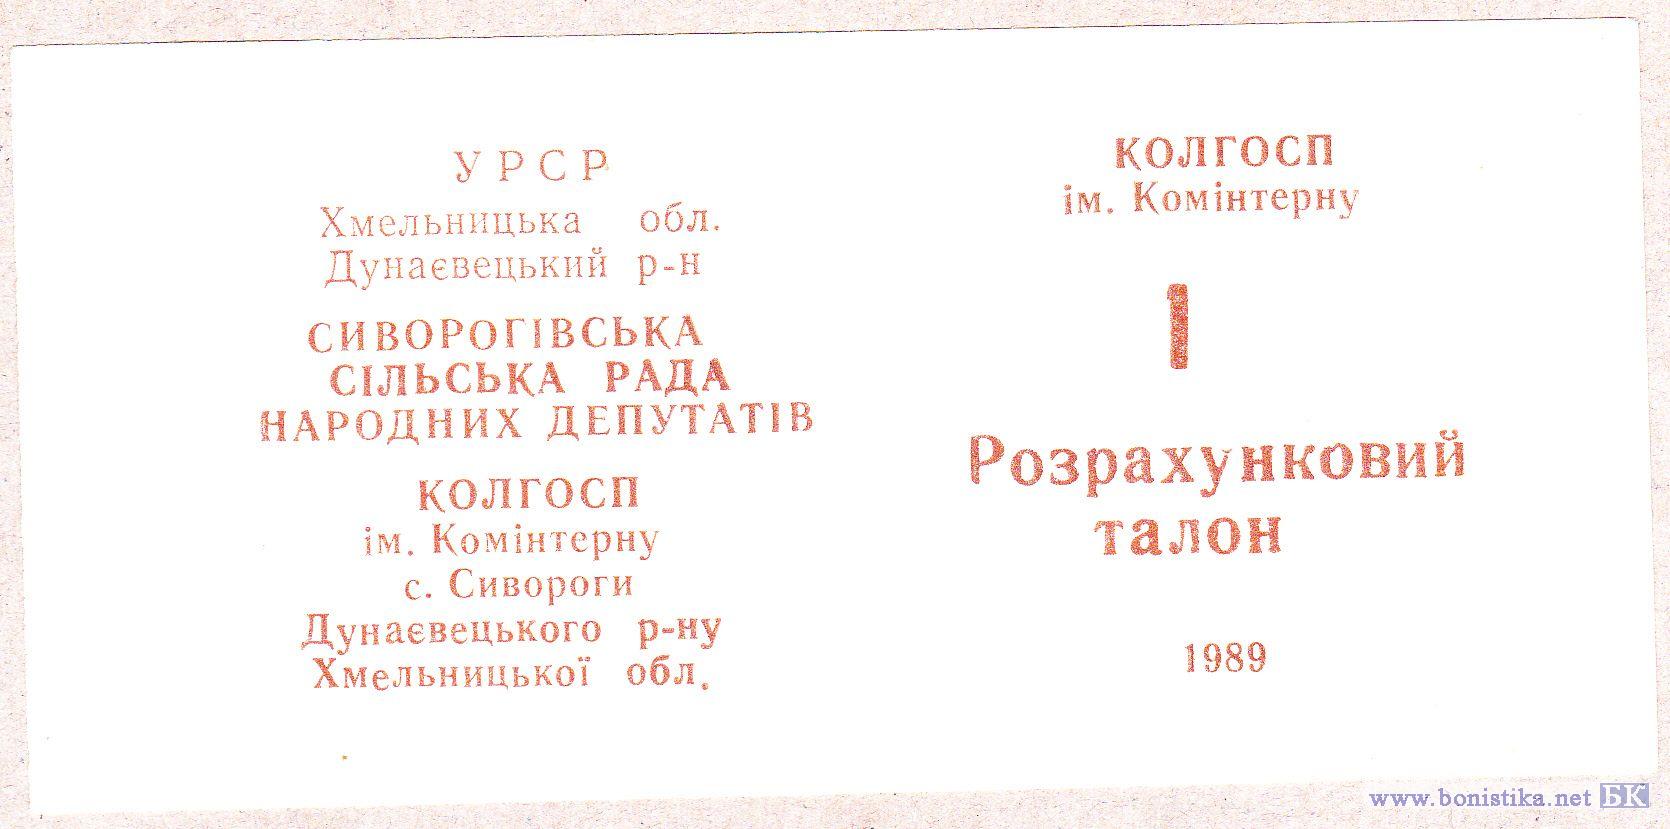 УРСР
Хмельницька обл.
Дунаєвецький р-н
СИВОРОГІВСЬКА
СІЛЬСЬКА РАДА
НАРОДНИХ ДЕПУТАТІВ
КОЛГОСП
ім. Комінтерну
с. Сивороги
Дунаєвецького р-ну
Хмельницької обл.
КОЛГОСП
ім. Комінтерну
1
Розрахунковий
талон
1989
www.bonistika.net БК